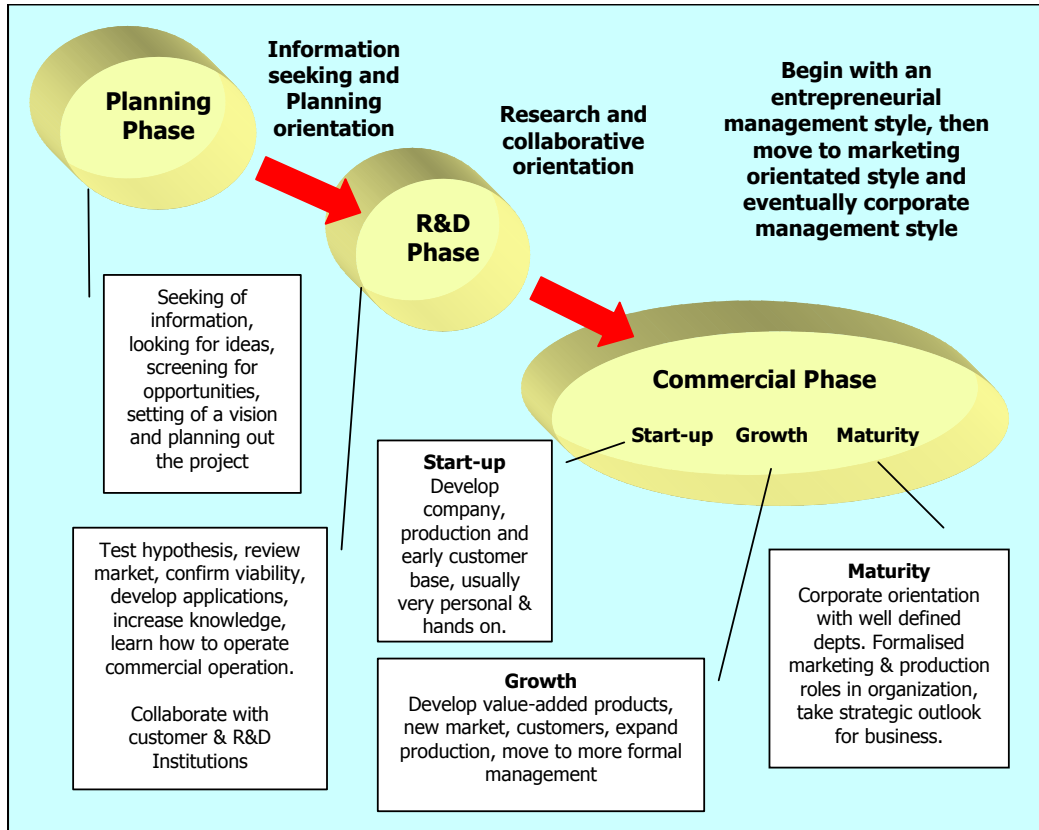 Planning
Phase
Information
seeking and
Planning
orientation
Research and
collaborative
orientation
Begin with an
entrepreneurial
management style, then
move to marketing
orientated style and
eventually corporate
management style
R&D
Phase
Seeking of
information,
looking for ideas,
screening for
opportunities,
setting of a vision
and planning out
the project
Commercial Phase
Start-up Growth Maturity
Start-up
Develop
company,
production and
early customer
base, usually
very personal &
hands on.
Test hypothesis, review
market, confirm viability,
develop applications,
increase knowledge,
learn how to operate
commercial operation.
Collaborate with
customer & R&D
Institutions
Growth
Develop value-added products,
new market, customers, expand
production, move to more formal
management
Maturity
Corporate orientation
with well defined
depts. Formalised
marketing & production
roles in organization,
take strategic outlook
for business.